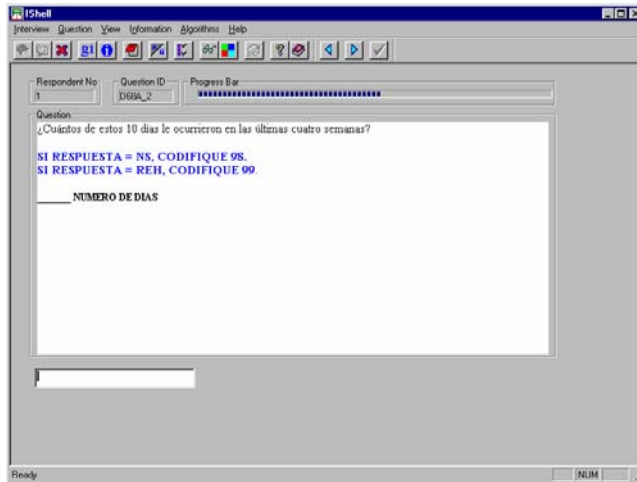 IShell
Interview Question View Information Algorithms Help
g1
Respondent No
Question ID
Progress Bar
1
D68A_2
Question
¿Cuántos de estos 10 días le ocurrieron en las últimas cuatro semanas?
SI RESPUESTA = NS, CODIFIQUE 98.
SI RESPUESTA = REH, CODIFIQUE 99.
______ NUMERO DE DIAS
Ready
NUM